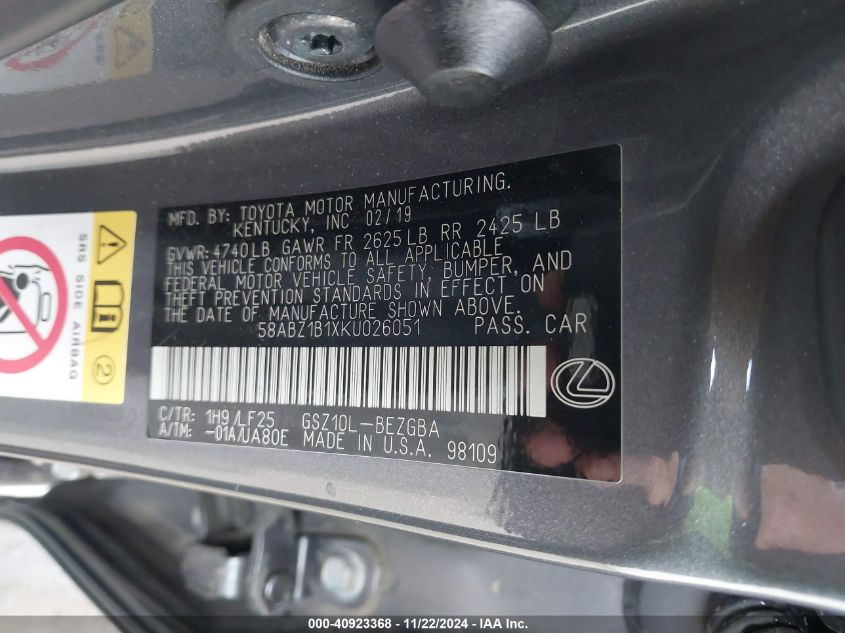 MFD. BY: TOYOTA MOTOR MANUFACTURING.
KENTUCKY, INC 02/19
GVWR: 4740LB GAWR FR 2625LB RR 2425 LB
THIS VEHICLE CONFORMS TO ALL APPLICABLE
FEDERAL MOTOR VEHICLE SAFETY, BUMPER, AND
THEFT PREVENTION STANDARDS IN EFFECT ON
THE DATE OF MANUFACTURE SHOWN ABOVE.
58ABZ1B1XKU026051 PASS. CAR
C/TR: 1H9/LF25 GSZ10L-BEZGBA
A/TM: -01A/UA80E MADE IN U.S.A. 98109
SRS SIDE AIRBAG
2
000-40923368 - 11/22/2024 - IAA Inc.